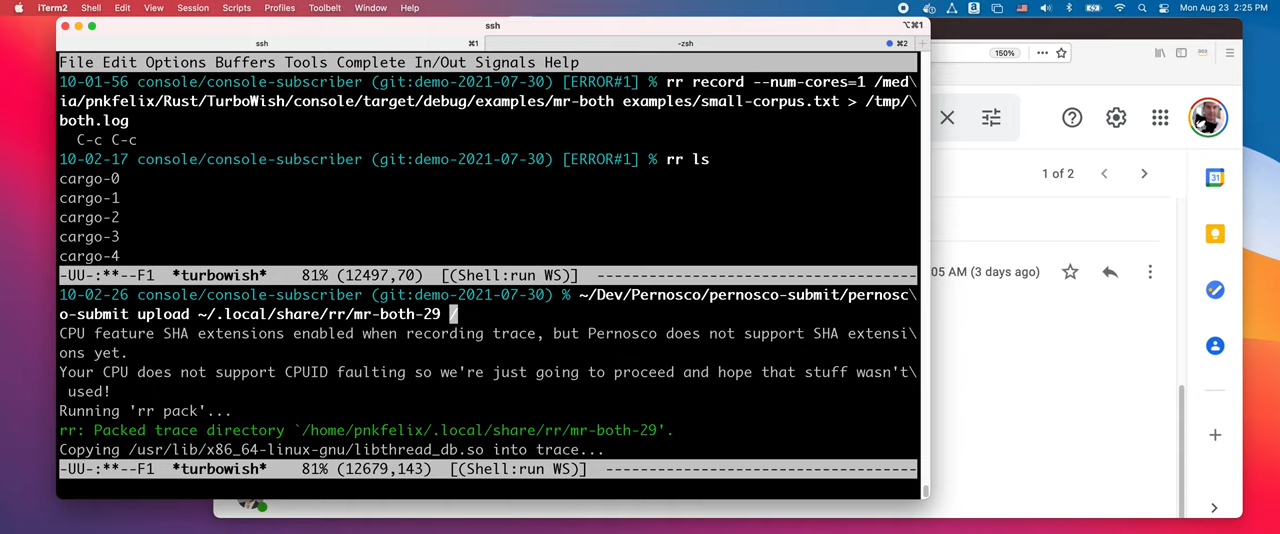 iTerm2 Shell Edit View Session Scripts Profiles Toolbelt Window Help Mon Aug 23 2:25 PM
ssh ⌥⌘1
ssh ⌘1 -zsh ⌘2
150%
File Edit Options Buffers Tools Complete In/Out Signals Help
10-01-56 console/console-subscriber (git:demo-2021-07-30) [ERROR#1] % rr record --num-cores=1 /med\
ia/pnkfelix/Rust/TurboWish/console/target/debug/examples/mr-both examples/small-corpus.txt > /tmp/\
both.log
C-c C-c
10-02-17 console/console-subscriber (git:demo-2021-07-30) [ERROR#1] % rr ls
cargo-0
cargo-1
cargo-2
cargo-3
cargo-4
-UU-:**--F1 *turbowish* 81% (12497,70) [(Shell:run WS)] ------------------------------------
10-02-26 console/console-subscriber (git:demo-2021-07-30) % ~/Dev/Pernosco/pernosco-submit/pernosc\
o-submit upload ~/.local/share/rr/mr-both-29 /
CPU feature SHA extensions enabled when recording trace, but Pernosco does not support SHA extensi\
ons yet.
Your CPU does not support CPUID faulting so we're just going to proceed and hope that stuff wasn't\
used!
Running 'rr pack'...
rr: Packed trace directory `/home/pnkfelix/.local/share/rr/mr-both-29'.
Copying /usr/lib/x86_64-linux-gnu/libthread_db.so into trace...
-UU-:**--F1 *turbowish* 81% (12679,143) [(Shell:run WS)] -----------------------------------
1 of 2
05 AM (3 days ago)
31